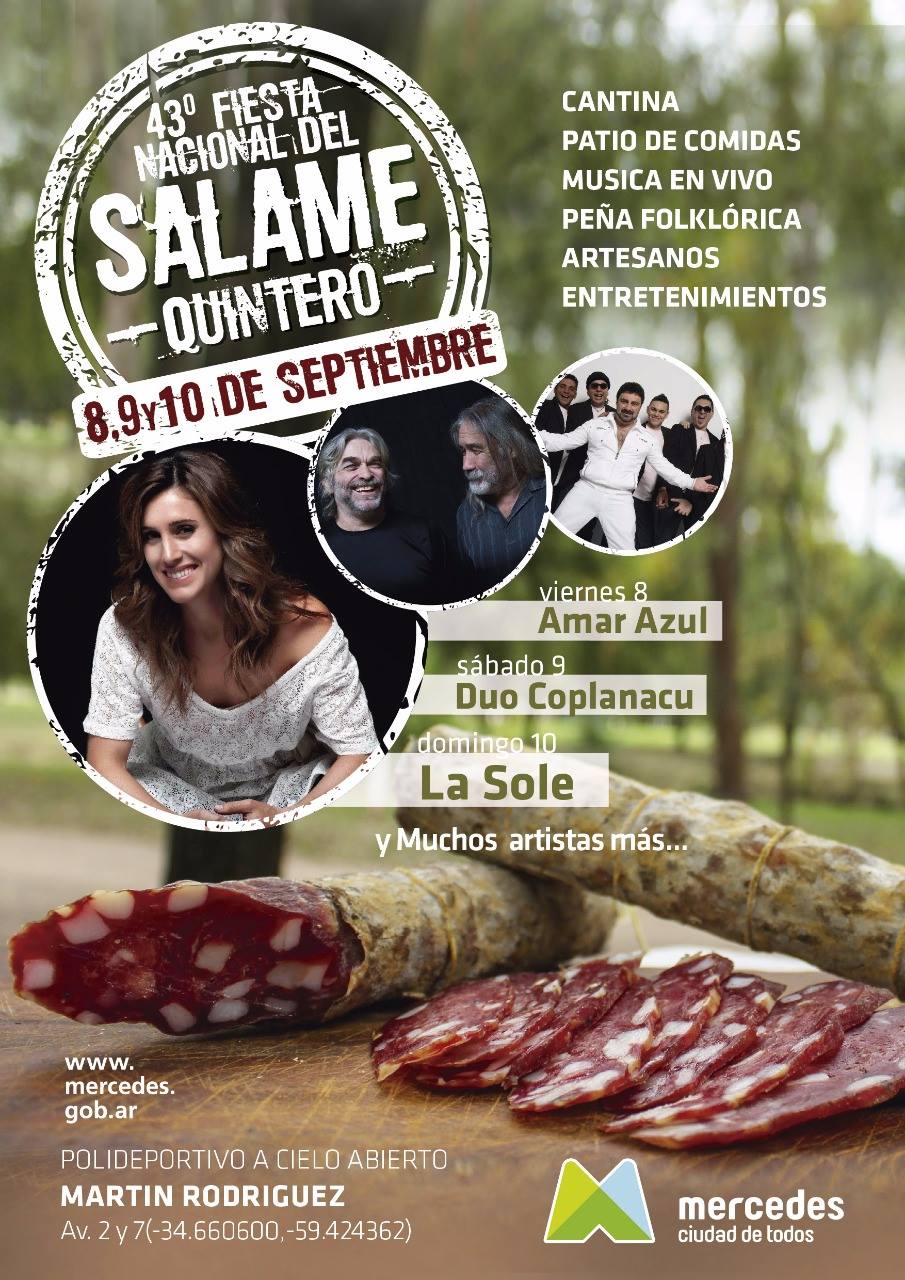 43º FIESTA
NACIONAL DEL
SALAME
QUINTERO
8,9y10 DE SEPTIEMBRE
CANTINA
PATIO DE COMIDAS
MUSICA EN VIVO
PEÑA FOLKLÓRICA
ARTESANOS
ENTRETENIMIENTOS
viernes 8
Amar Azul
sábado 9
Duo Coplanacu
domingo 10
La Sole
y Muchos artistas más...
www.
mercedes.
gob.ar
POLIDEPORTIVO A CIELO ABIERTO
MARTIN RODRIGUEZ
Av. 2 y 7(-34.660600,-59.424362)
mercedes
ciudad de todos